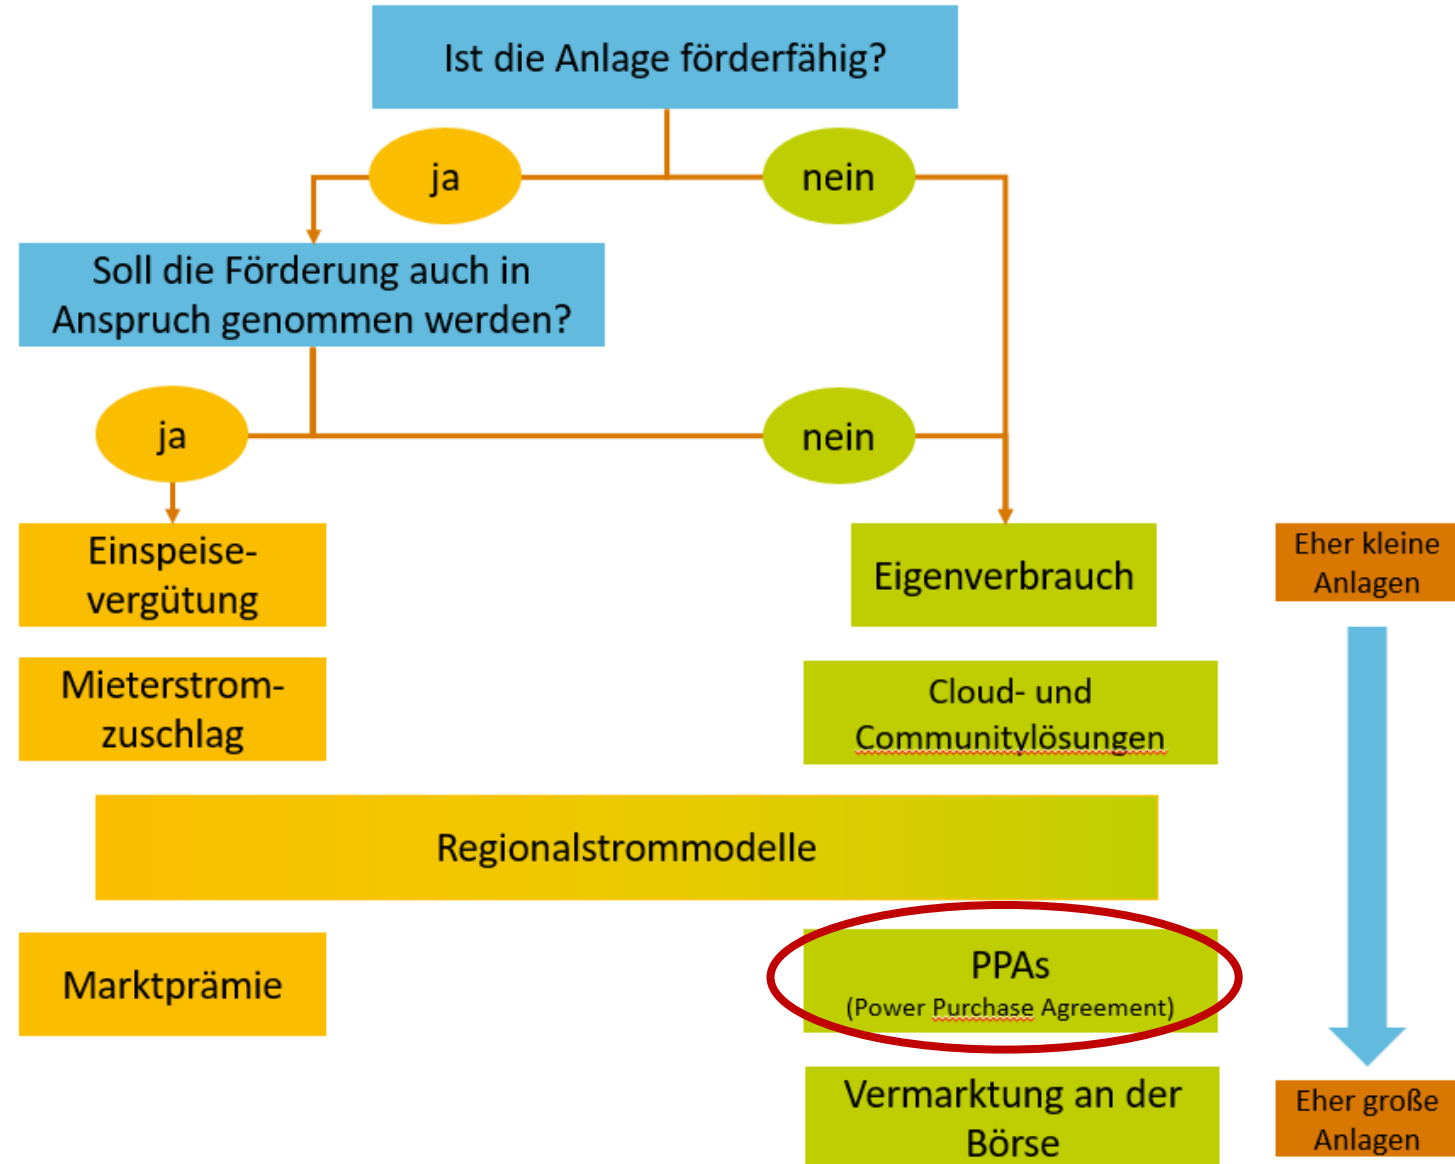 Ist die Anlage förderfähig?
ja
nein
Soll die Förderung auch in
Anspruch genommen werden?
ja
nein
Einspeise-
vergütung
Eigenverbrauch
Eher kleine
Anlagen
Mieterstrom-
zuschlag
Cloud- und
Communitylösungen
Regionalstrommodelle
Marktprämie
PPAs
(Power Purchase Agreement)
Vermarktung an der
Börse
Eher große
Anlagen